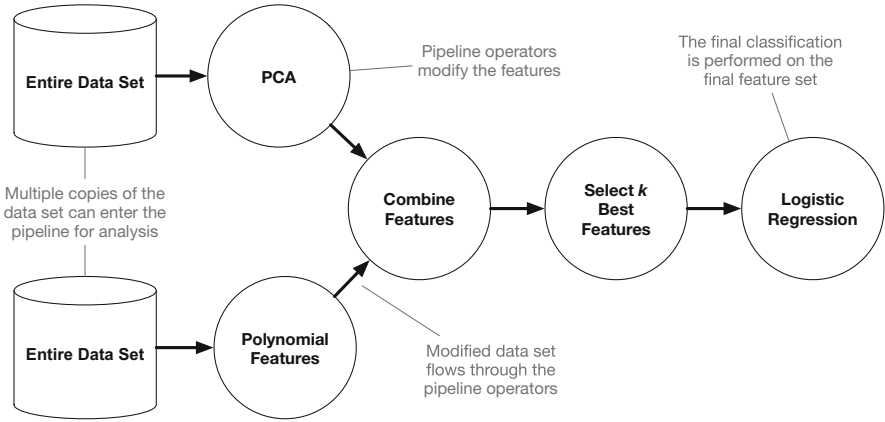 Entire Data Set
PCA
Pipeline operators
modify the features
The final classification
is performed on the
final feature set
Multiple copies of the
data set can enter the
pipeline for analysis
Combine
Features
Select k
Best
Features
Logistic
Regression
Entire Data Set
Polynomial
Features
Modified data set
flows through the
pipeline operators